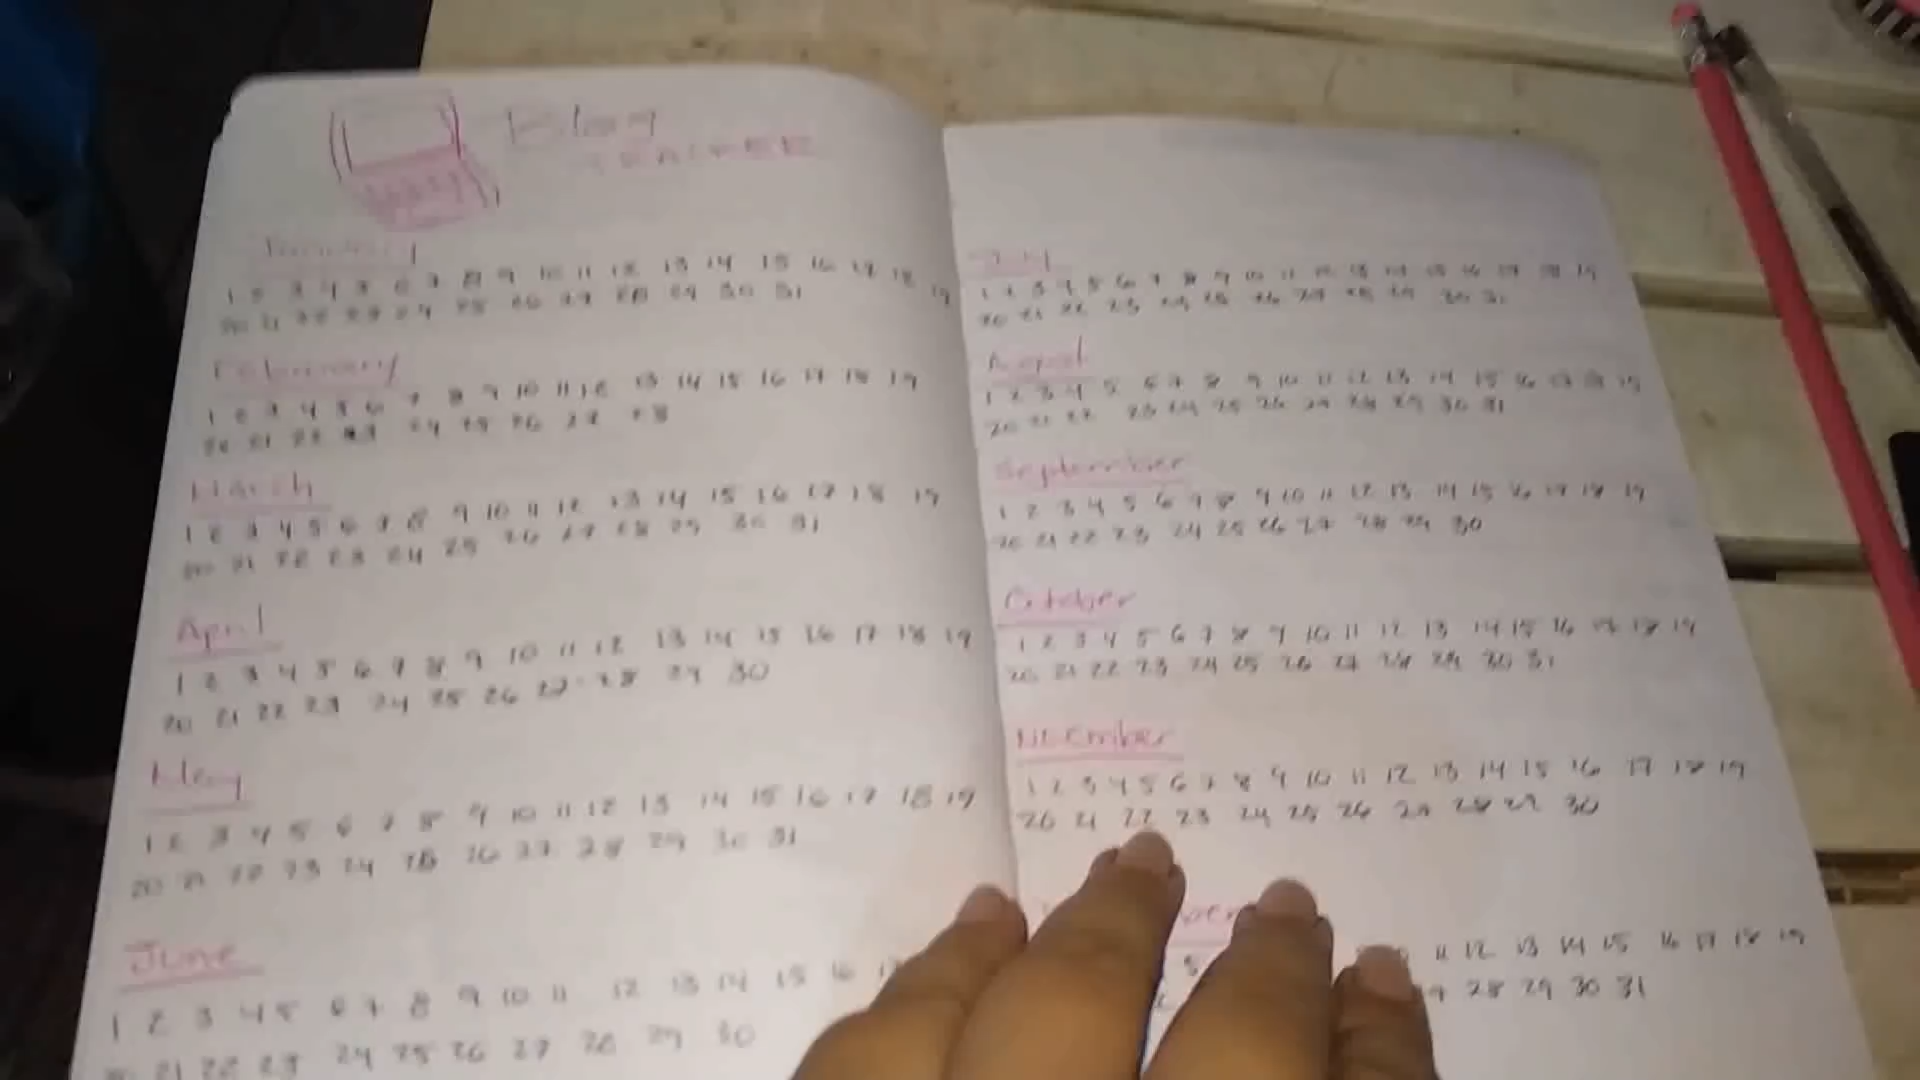 Blog
TRACKER
January
1 2 3 4 5 6 7 8 9 10 11 12 13 14 15 16 17 18 19
20 21 22 23 24 25 26 27 28 29 30 31
February
1 2 3 4 5 6 7 8 9 10 11 12 13 14 15 16 17 18 19
20 21 22 23 24 25 26 27 28
March
1 2 3 4 5 6 7 8 9 10 11 12 13 14 15 16 17 18 19
20 21 22 23 24 25 26 27 28 29 30 31
April
1 2 3 4 5 6 7 8 9 10 11 12 13 14 15 16 17 18 19
20 21 22 23 24 25 26 27 28 29 30
May
1 2 3 4 5 6 7 8 9 10 11 12 13 14 15 16 17 18 19
20 21 22 23 24 25 26 27 28 29 30 31
June
1 2 3 4 5 6 7 8 9 10 11 12 13 14 15 16
20 21 22 23 24 25 26 27 28 29 30
July
1 2 3 4 5 6 7 8 9 10 11 12 13 14 15 16 17 18 19
20 21 22 23 24 25 26 27 28 29 30 31
August
1 2 3 4 5 6 7 8 9 10 11 12 13 14 15 16 17 18 19
20 21 22 23 24 25 26 27 28 29 30 31
September
1 2 3 4 5 6 7 8 9 10 11 12 13 14 15 16 17 18 19
20 21 22 23 24 25 26 27 28 29 30
October
1 2 3 4 5 6 7 8 9 10 11 12 13 14 15 16 17 18 19
20 21 22 23 24 25 26 27 28 29 30 31
November
1 2 3 4 5 6 7 8 9 10 11 12 13 14 15 16 17 18 19
20 21 22 23 24 25 26 27 28 29 30
5 11 12 13 14 15 16 17 18 19
28 29 30 31